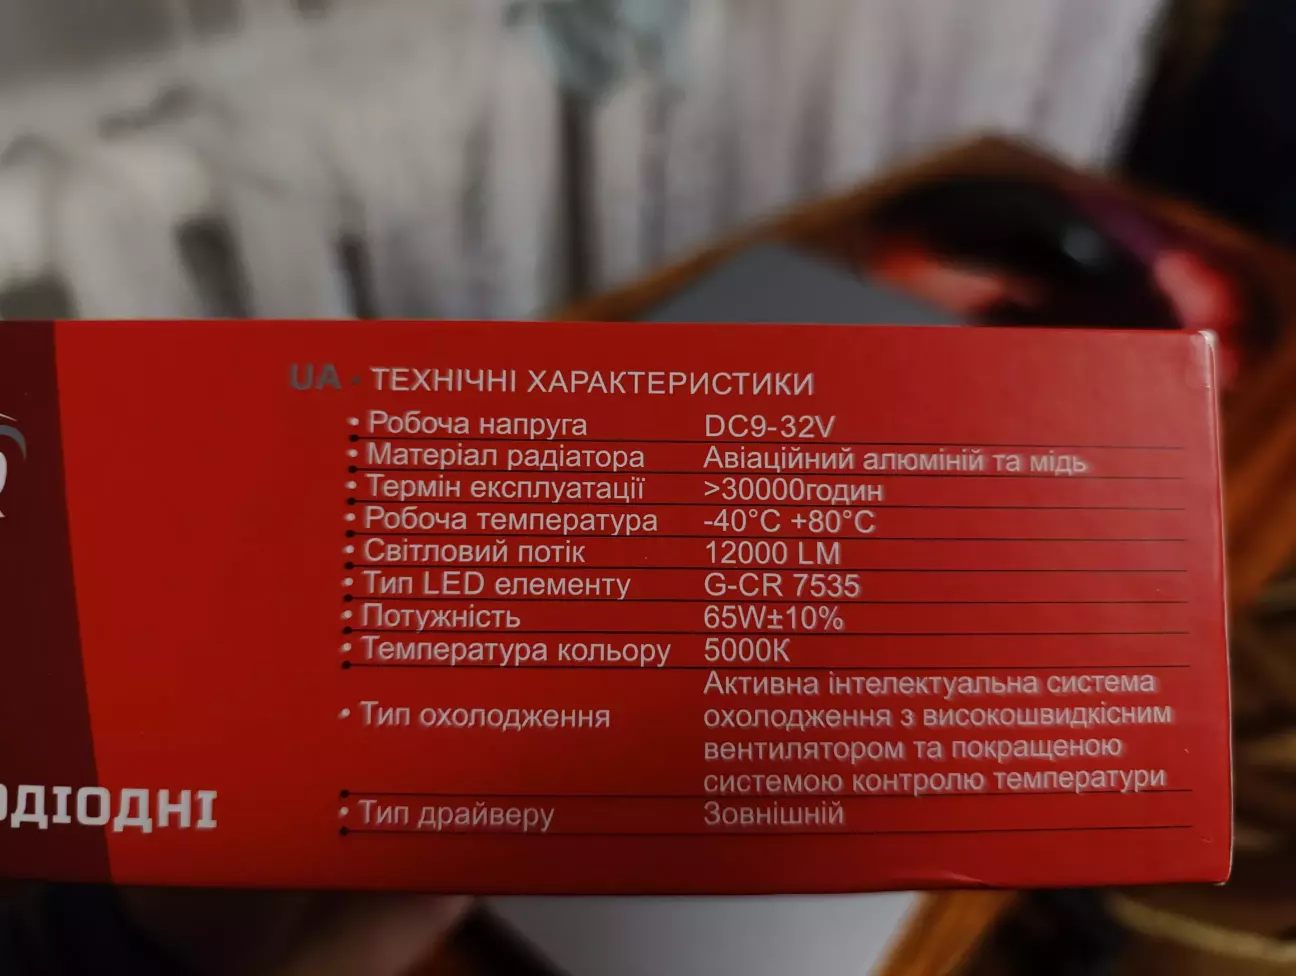 UA - ТЕХНІЧНІ ХАРАКТЕРИСТИКИ
• Робоча напруга DC9-32V
• Матеріал радіатора Авіаційний алюміній та мідь
• Термін експлуатації >30000годин
• Робоча температура -40°C +80°C
• Світловий потік 12000 LM
• Тип LED елементу G-CR 7535
• Потужність 65W±10%
• Температура кольору 5000К
• Тип охолодження Активна інтелектуальна система
охолодження з високошвидкісним
вентилятором та покращеною
системою контролю температури
• Тип драйверу Зовнішній
ОДІОДНІ